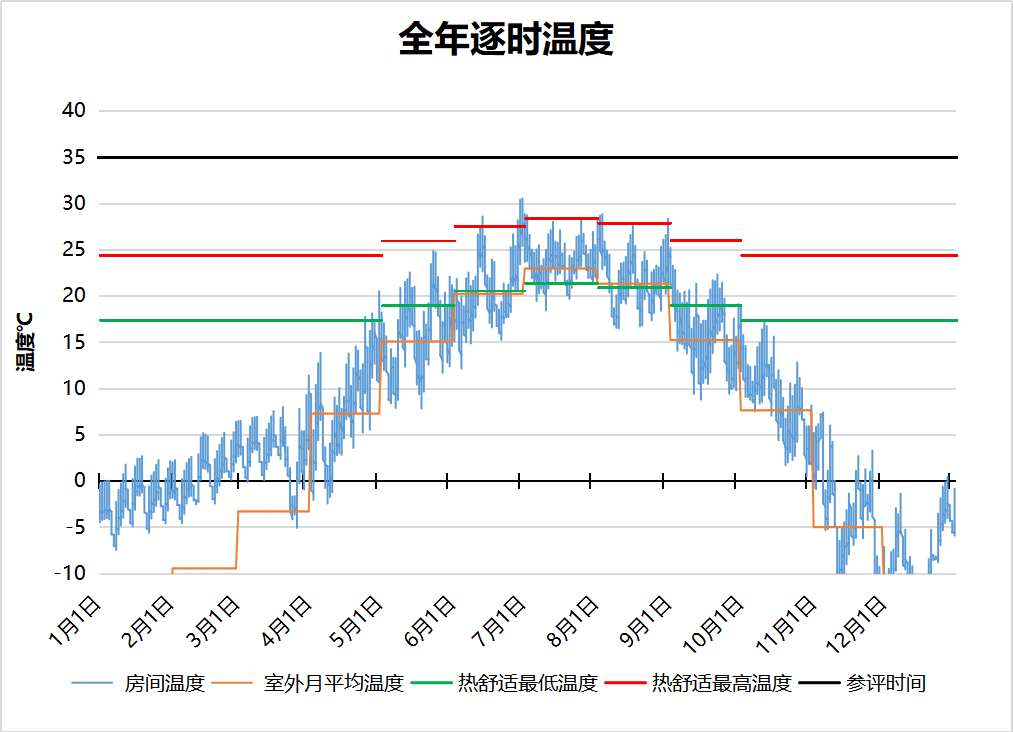 全年逐时温度
温度℃
40
35
30
25
20
15
10
5
0
-5
-10
1月1日
2月1日
3月1日
4月1日
5月1日
6月1日
7月1日
8月1日
9月1日
10月1日
11月1日
12月1日
房间温度 室外月平均温度 热舒适最低温度 热舒适最高温度 参评时间